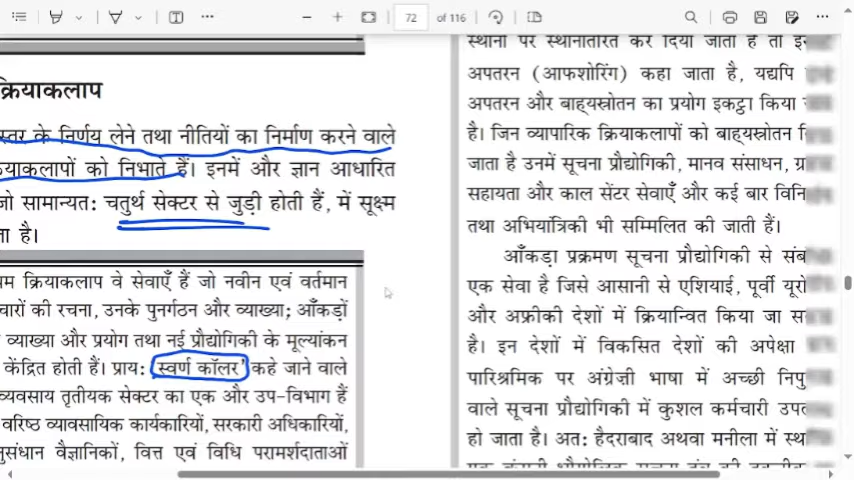 72 of 116
क्रियाकलाप
स्तर के निर्णय लेने तथा नीतियों का निर्माण करने वाले
क्रियाकलापों को निभाते हैं। इनमें और ज्ञान आधारित
जो सामान्यत: चतुर्थ सेक्टर से जुड़ी होती हैं, में सूक्ष्म
ता है।
म क्रियाकलाप वे सेवाएँ हैं जो नवीन एवं वर्तमान
चारों की रचना, उनके पुनर्गठन और व्याख्या; आँकड़ों
व्याख्या और प्रयोग तथा नई प्रौद्योगिकी के मूल्यांकन
केंद्रित होती हैं। प्राय: 'स्वर्ण कॉलर' कहे जाने वाले
व्यवसाय तृतीयक सेक्टर का एक और उप-विभाग हैं
वरिष्ठ व्यावसायिक कार्यकारियों, सरकारी अधिकारियों,
नुसंधान वैज्ञानिकों, वित्त एवं विधि परामर्शदाताओं
स्थानों पर स्थानांतरित कर दिया जाता है तो
अपतरन (आफशोरिंग) कहा जाता है, यद्यपि
अपतरन और बाह्यस्रोतन का प्रयोग इकट्ठा किया
है। जिन व्यापारिक क्रियाकलापों को बाह्यस्रोतन
जाता है उनमें सूचना प्रौद्योगिकी, मानव संसाधन,
सहायता और काल सेंटर सेवाएँ और कई बार
तथा अभियांत्रिकी भी सम्मिलित की जाती हैं।
आँकड़ा प्रक्रमण सूचना प्रौद्योगिकी से
एक सेवा है जिसे आसानी से एशियाई, पूर्वी
और अफ्रीकी देशों में क्रियान्वित किया जा
है। इन देशों में विकसित देशों की अपेक्षा
पारिश्रमिक पर अंग्रेज़ी भाषा में अच्छी
वाले सूचना प्रौद्योगिकी में कुशल कर्मचारी
हो जाता है। अत: हैदराबाद अथवा मनीला में